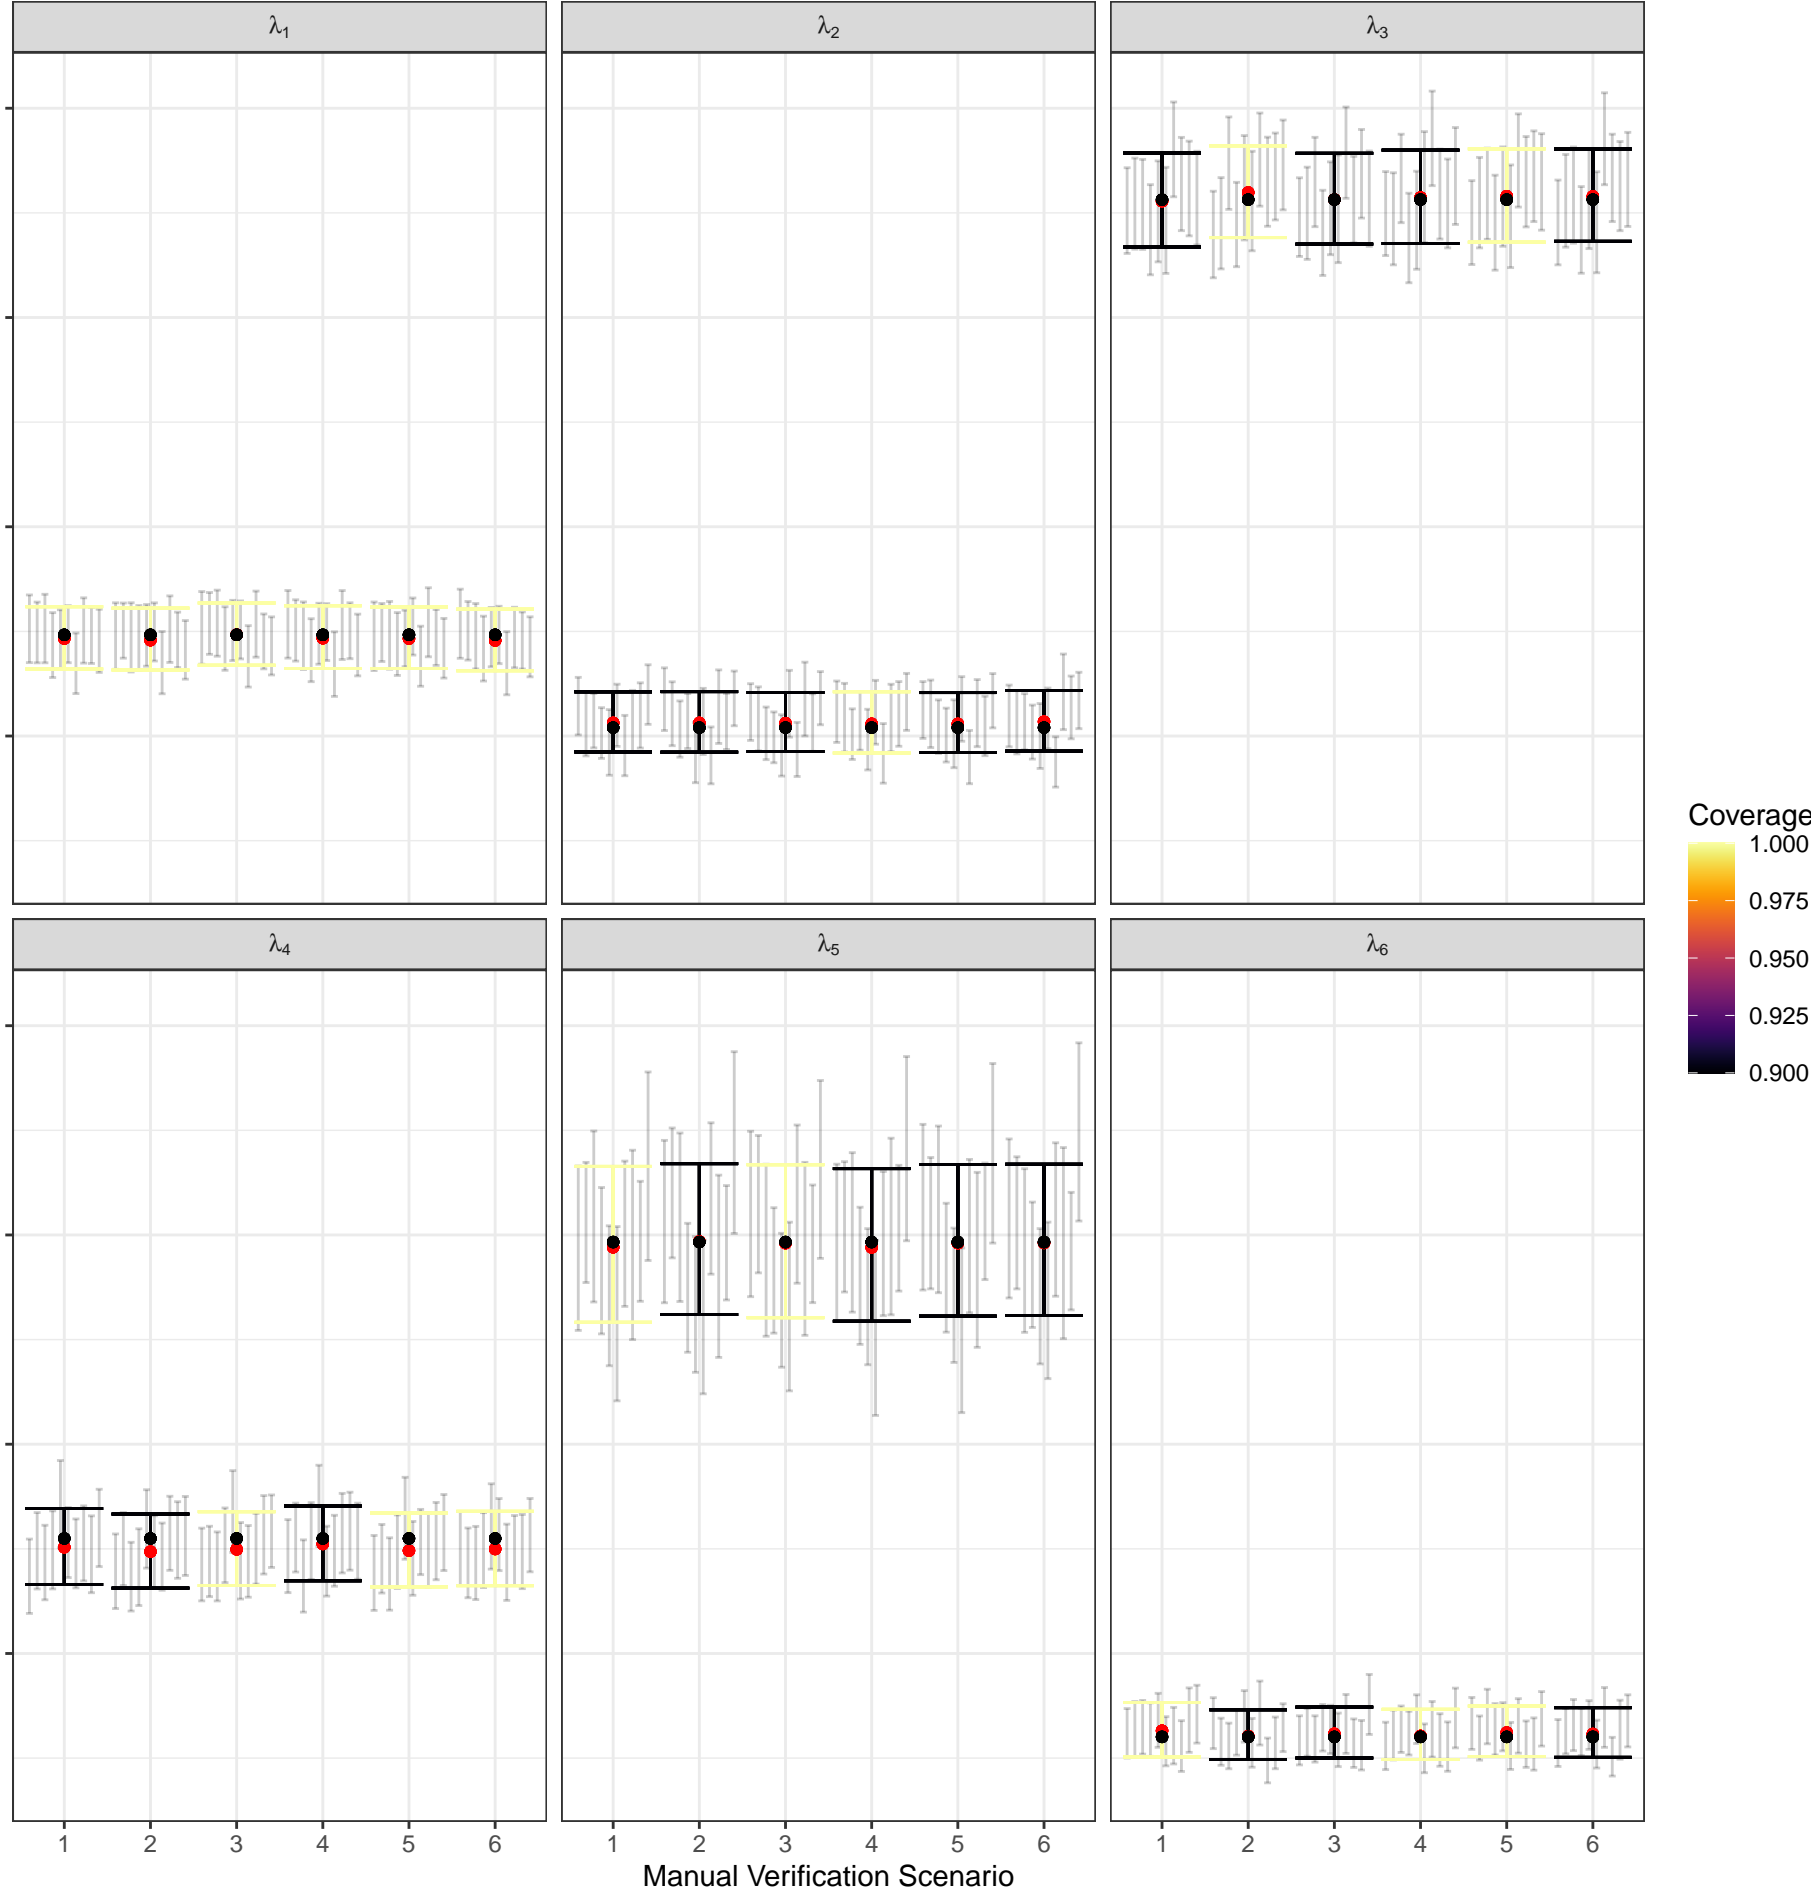 λ₁ λ₂ λ₃
Coverage
1.000
0.975
0.950
0.925
0.900
λ₄ λ₅ λ₆
1 2 3 4 5 6 1 2 3 4 5 6 1 2 3 4 5 6
Manual Verification Scenario